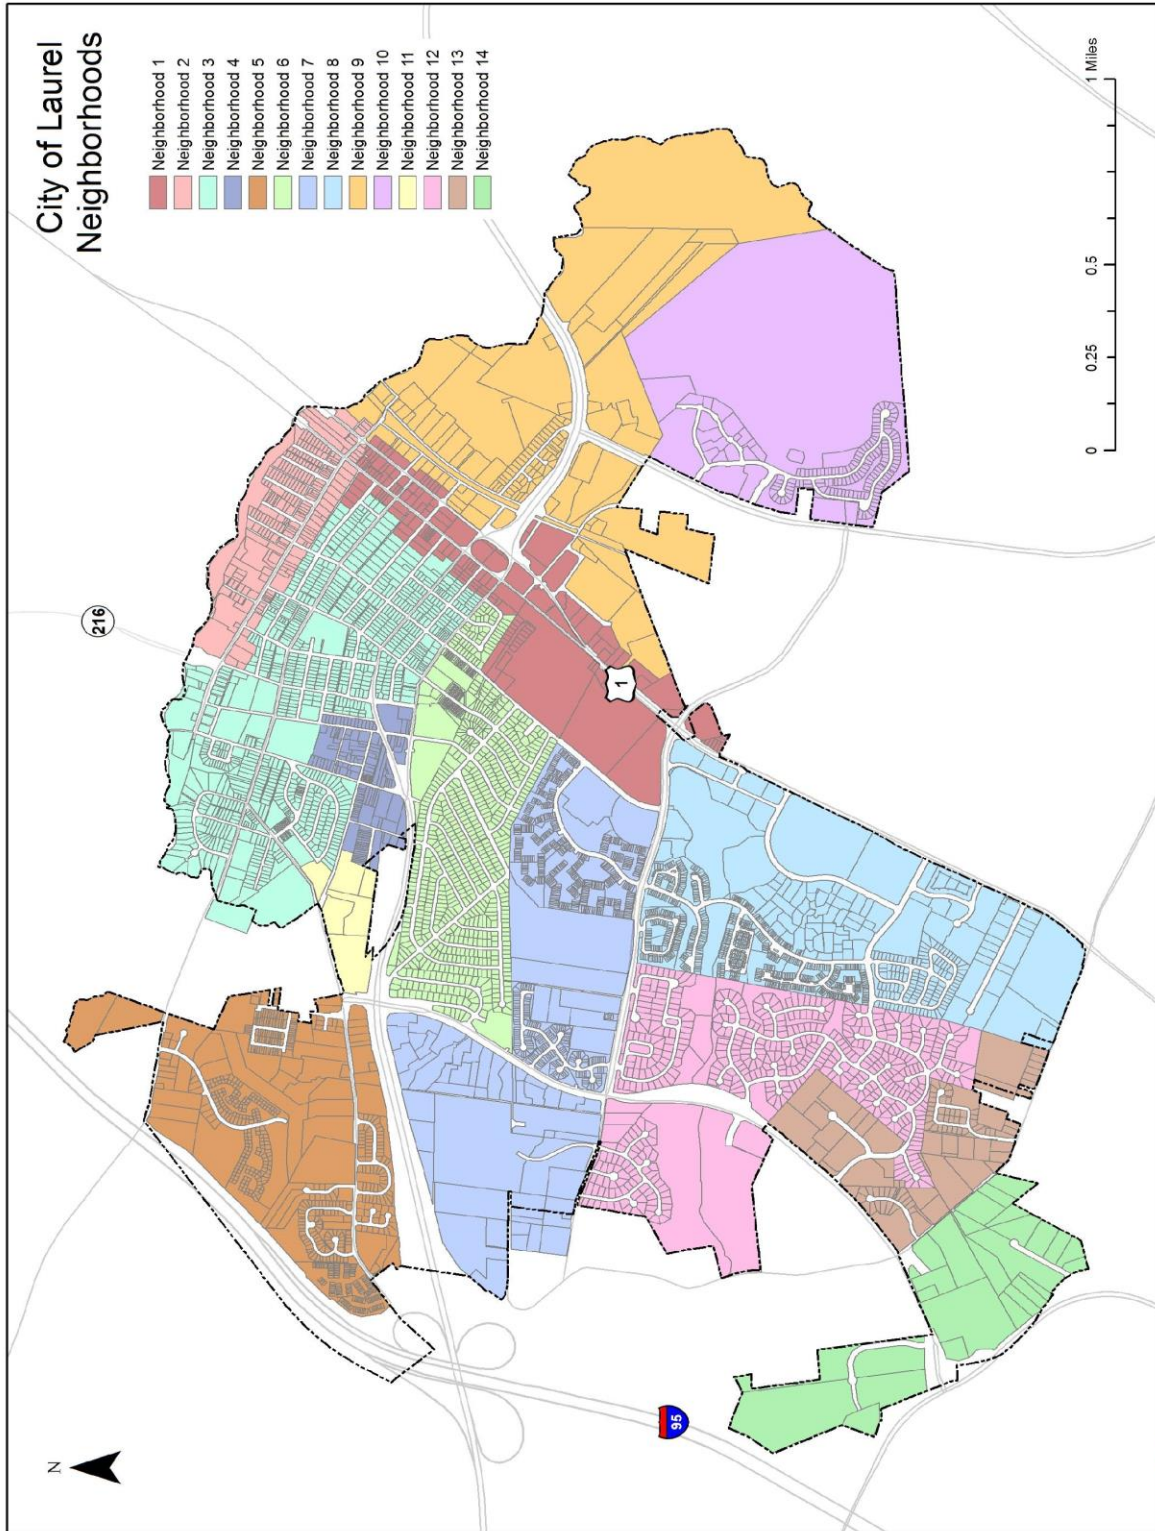 City of Laurel
Neighborhoods
Neighborhood 1
Neighborhood 2
Neighborhood 3
Neighborhood 4
Neighborhood 5
Neighborhood 6
Neighborhood 7
Neighborhood 8
Neighborhood 9
Neighborhood 10
Neighborhood 11
Neighborhood 12
Neighborhood 13
Neighborhood 14
216
1
95
N
0 0.25 0.5 1 Miles